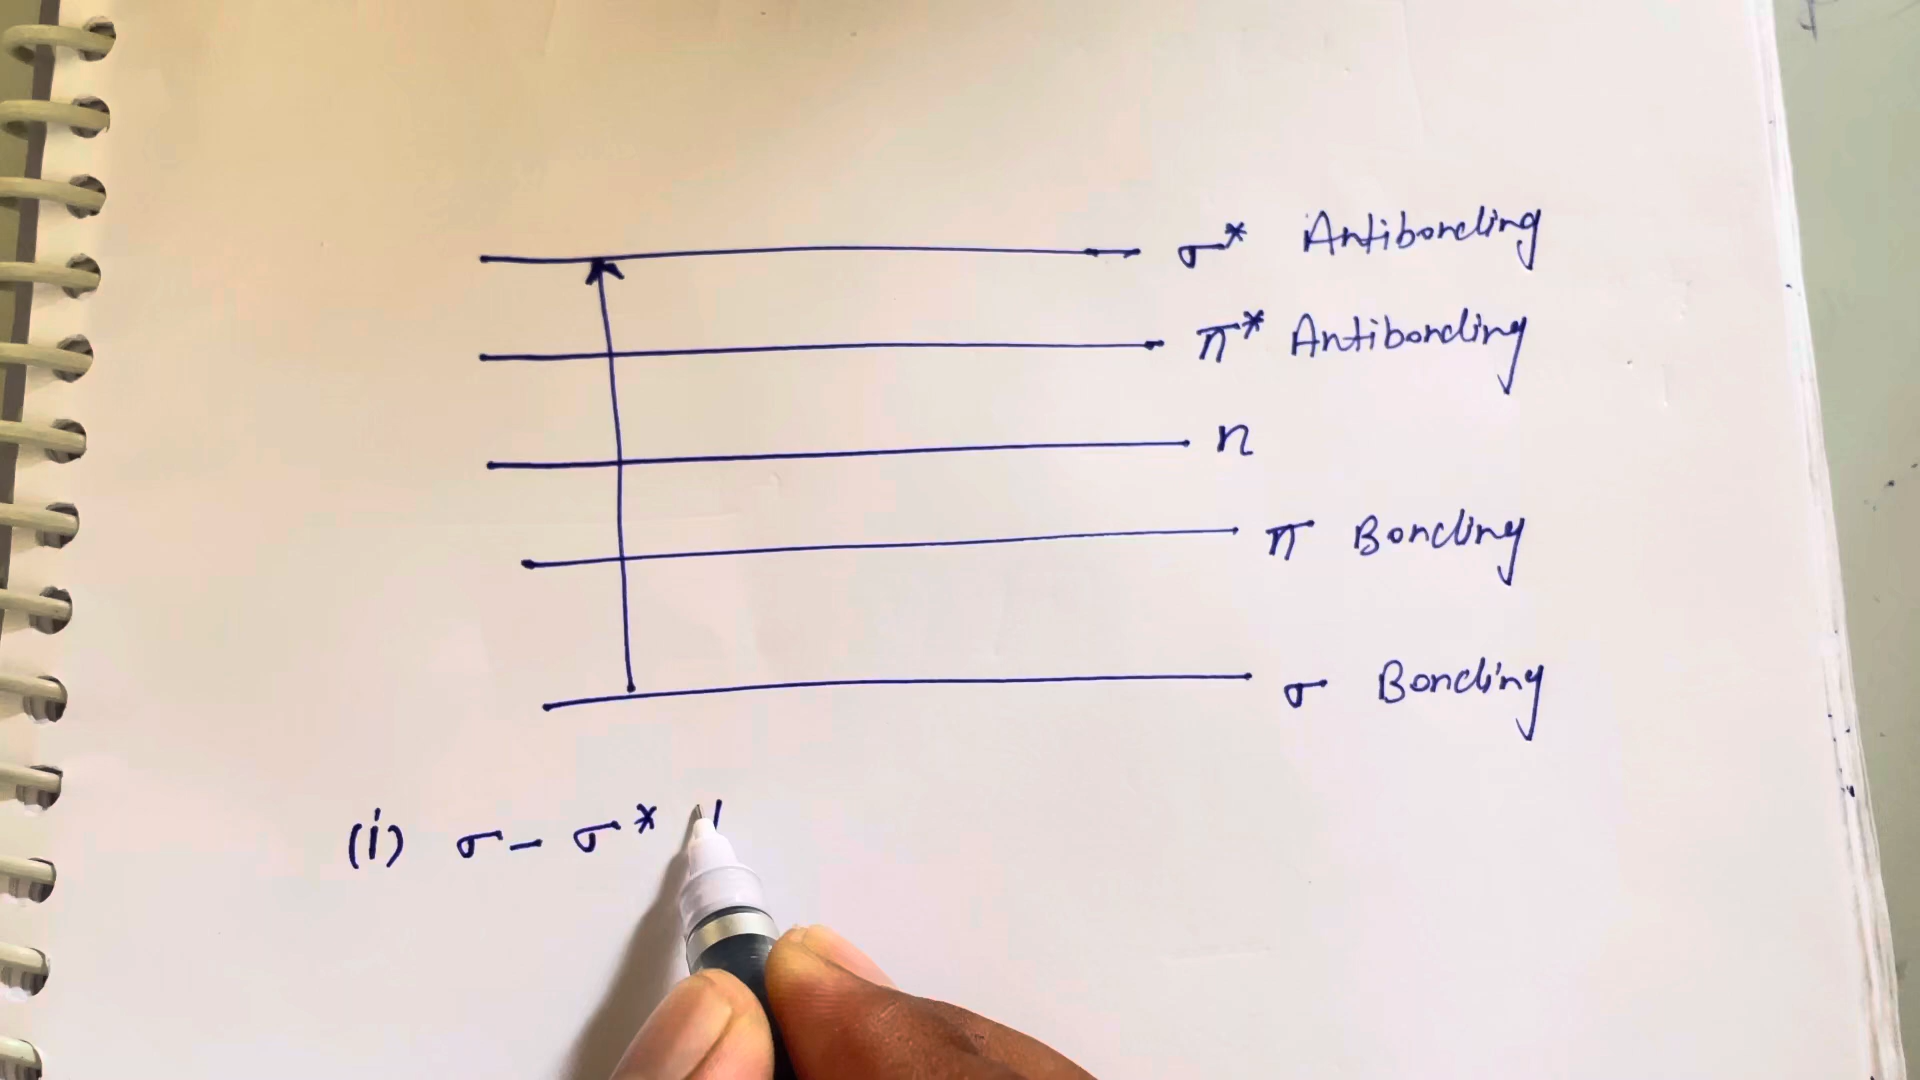 σ* Antibonding
π* Antibonding
n
π Bonding
σ Bonding
(i) σ - σ*